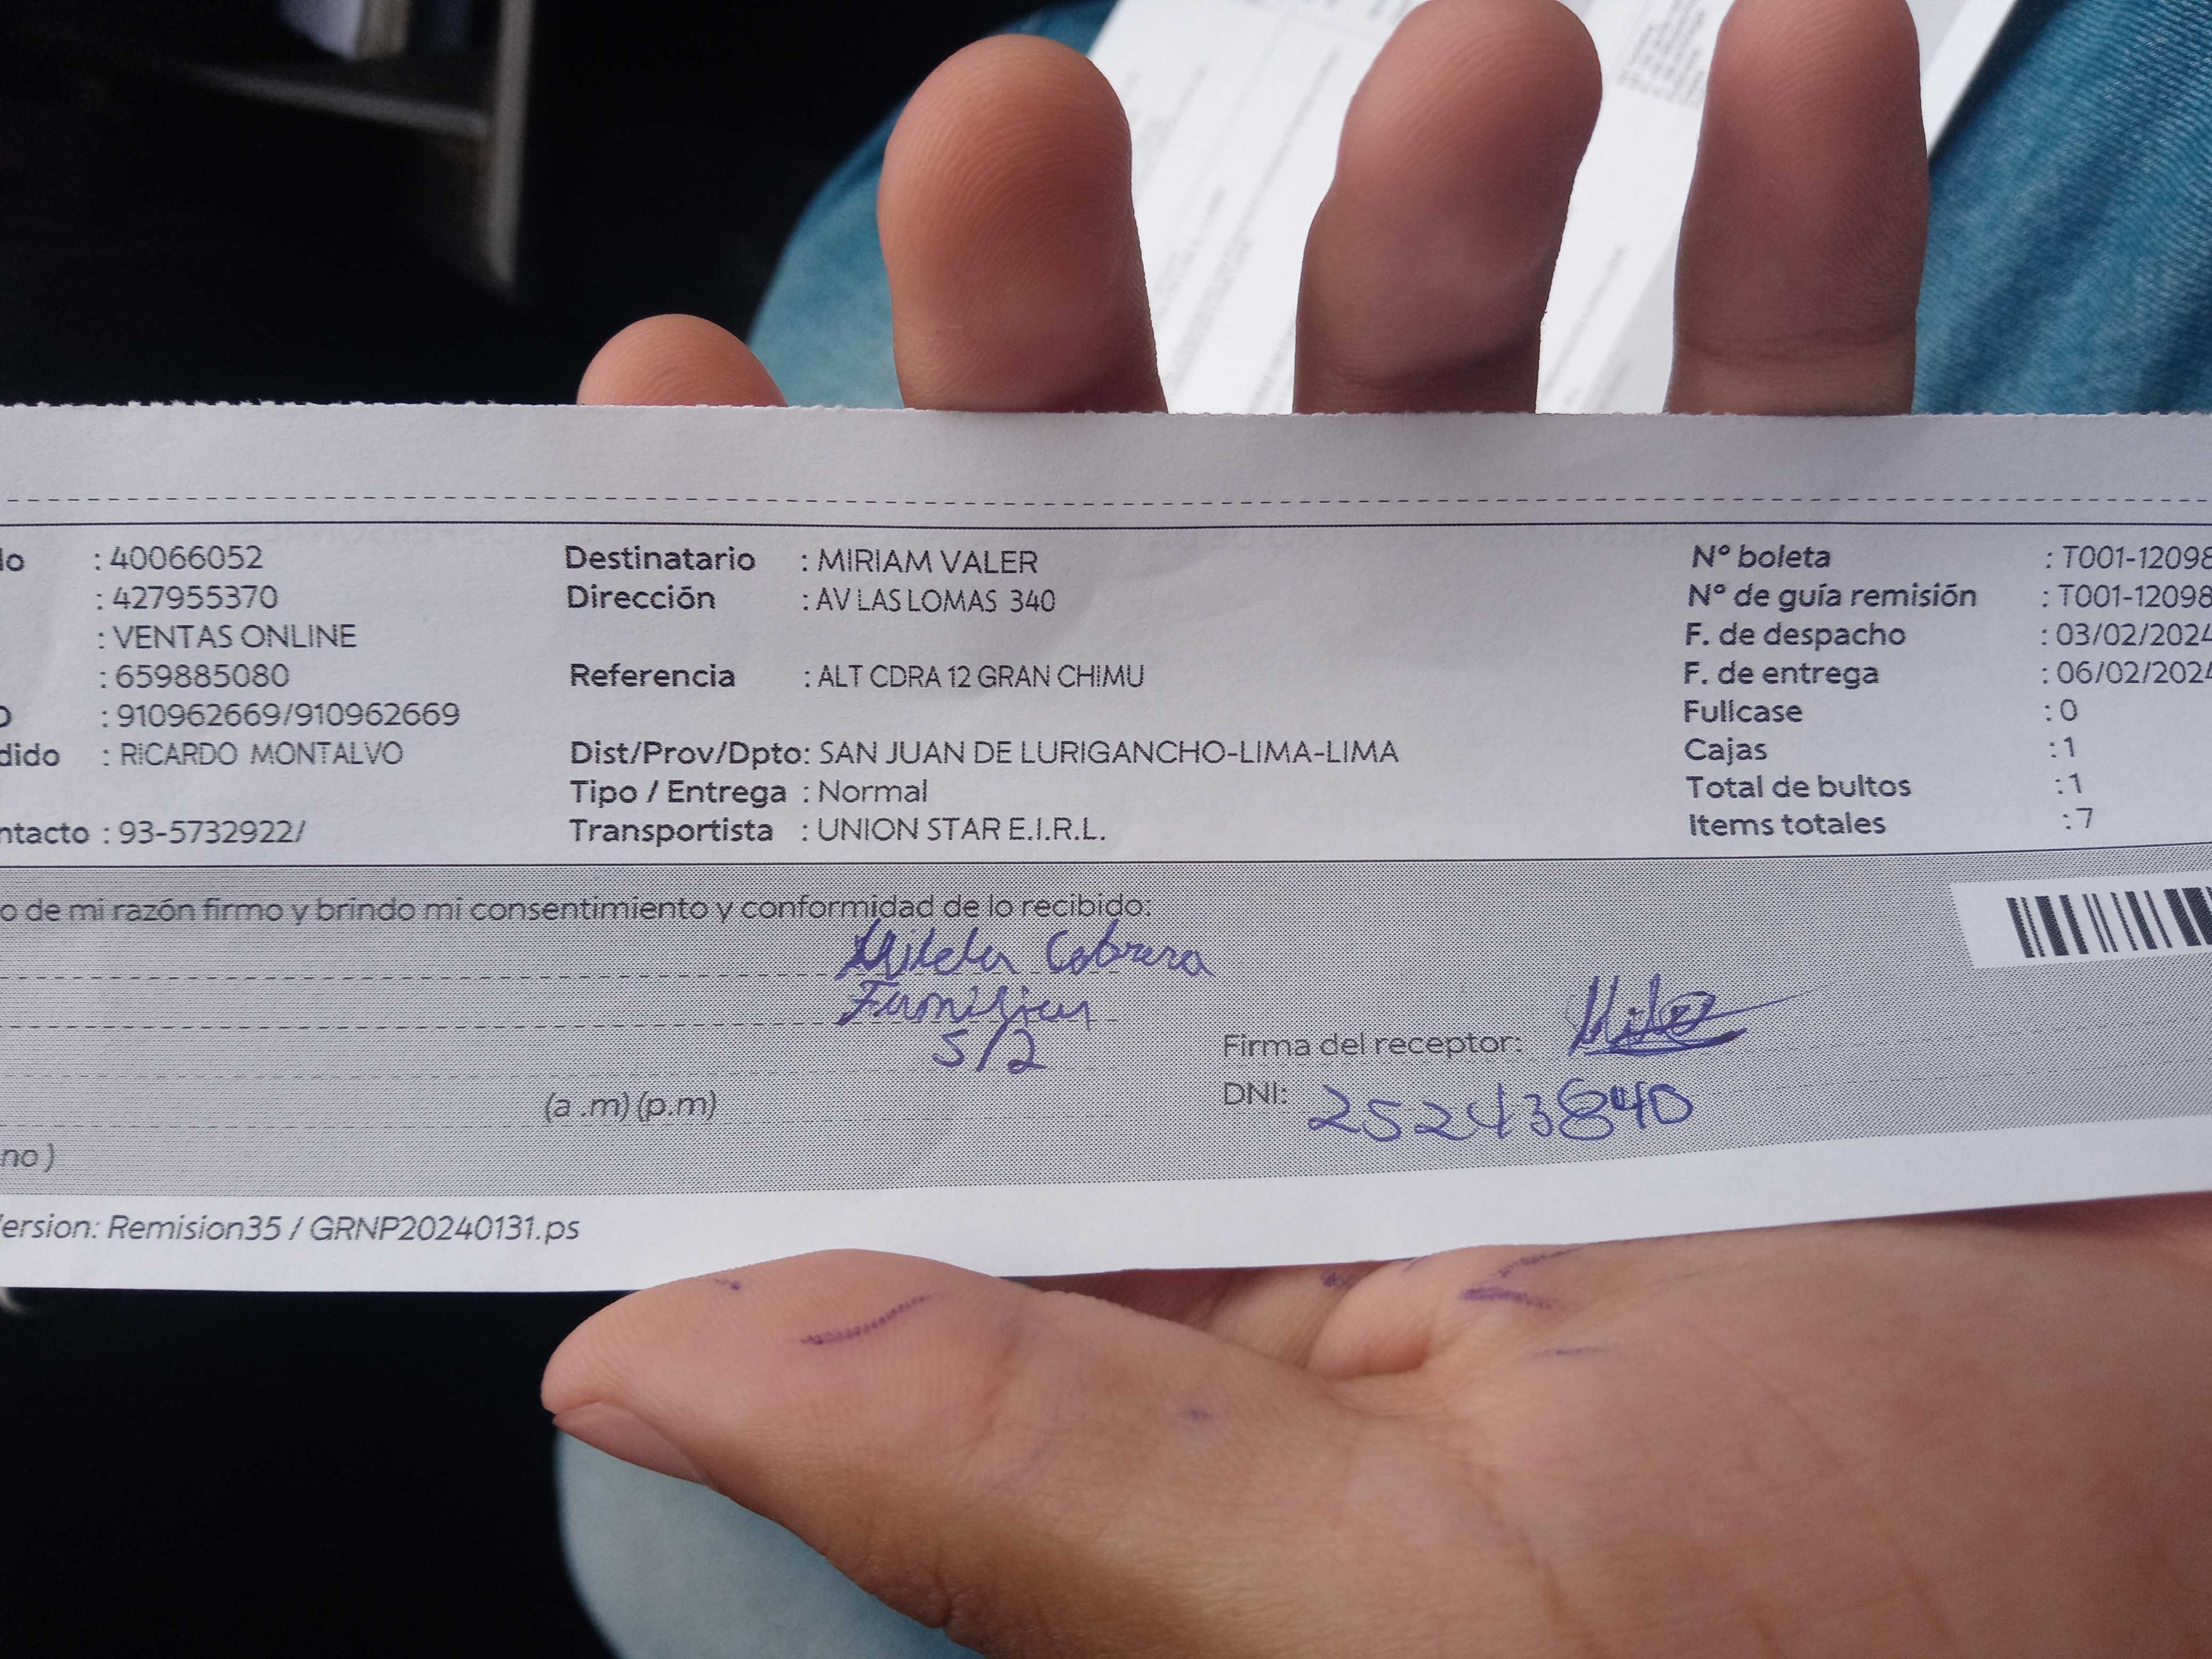 do : 40066052
: 427955370
: VENTAS ONLINE
: 659885080
: 910962669/910962669
dido : RICARDO MONTALVO
ntacto : 93-5732922/
Destinatario : MIRIAM VALER
Dirección : AV LAS LOMAS 340
Referencia : ALT CDRA 12 GRAN CHIMU
Dist/Prov/Dpto: SAN JUAN DE LURIGANCHO-LIMA-LIMA
Tipo / Entrega : Normal
Transportista : UNION STAR E.I.R.L.
Nº boleta : T001-12098
Nº de guía remisión : T001-12098
F. de despacho : 03/02/2024
F. de entrega : 06/02/2024
Fullcase : 0
Cajas : 1
Total de bultos : 1
Items totales : 7
o de mi razón firmo y brindo mi consentimiento y conformidad de lo recibido:
Cabrera
Familiar
5/2
Firma del receptor:
(a .m) (p.m)
DNI: 25243840
no )
ersion: Remision35 / GRNP20240131.ps